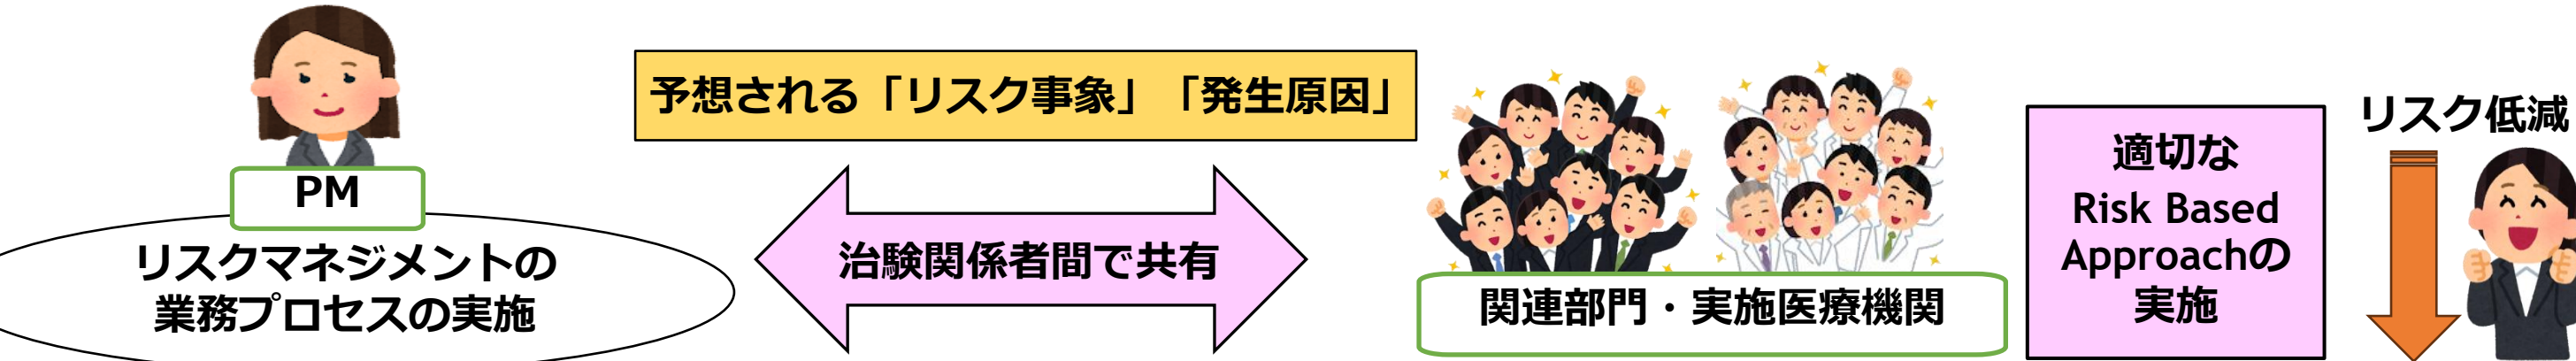 PM
リスクマネジメントの
業務プロセスの実施
予想される「リスク事象」「発生原因」
治験関係者間で共有
関連部門・実施医療機関
適切な
Risk Based
Approachの
実施
リスク低減